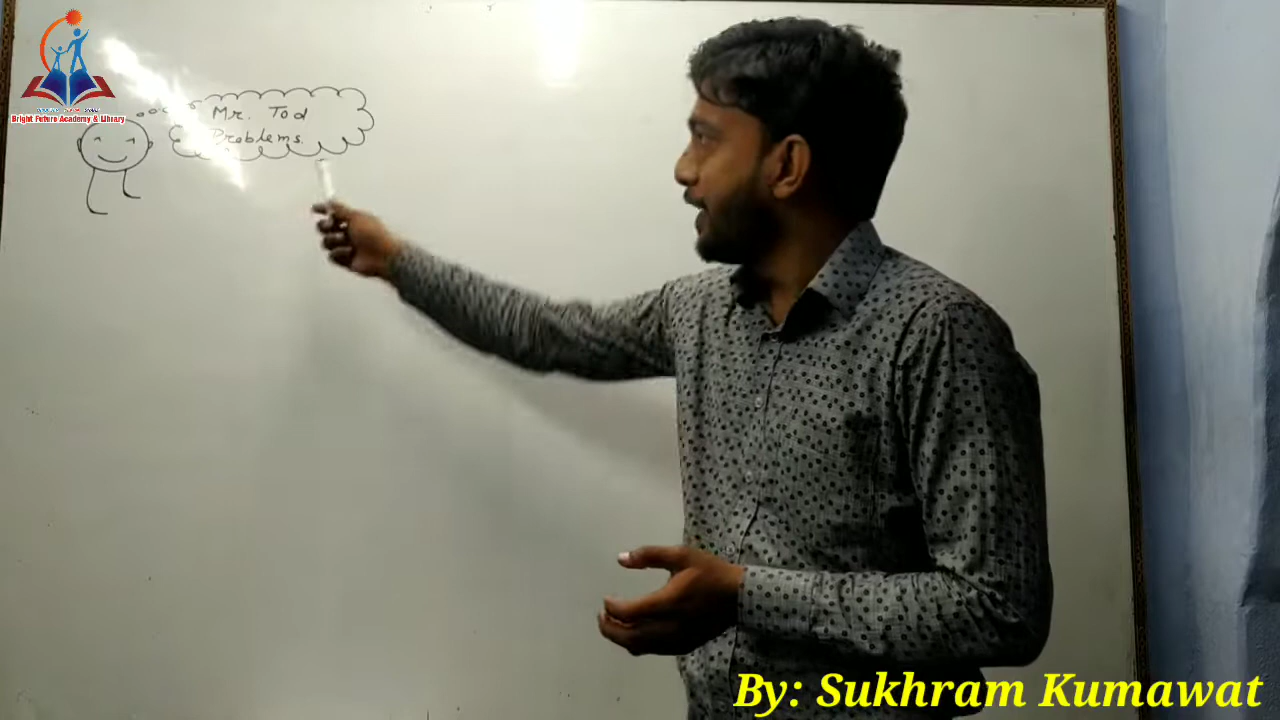 Bright Future Academy & Library
Mr. Tod
Problems.
By: Sukhram Kumawat